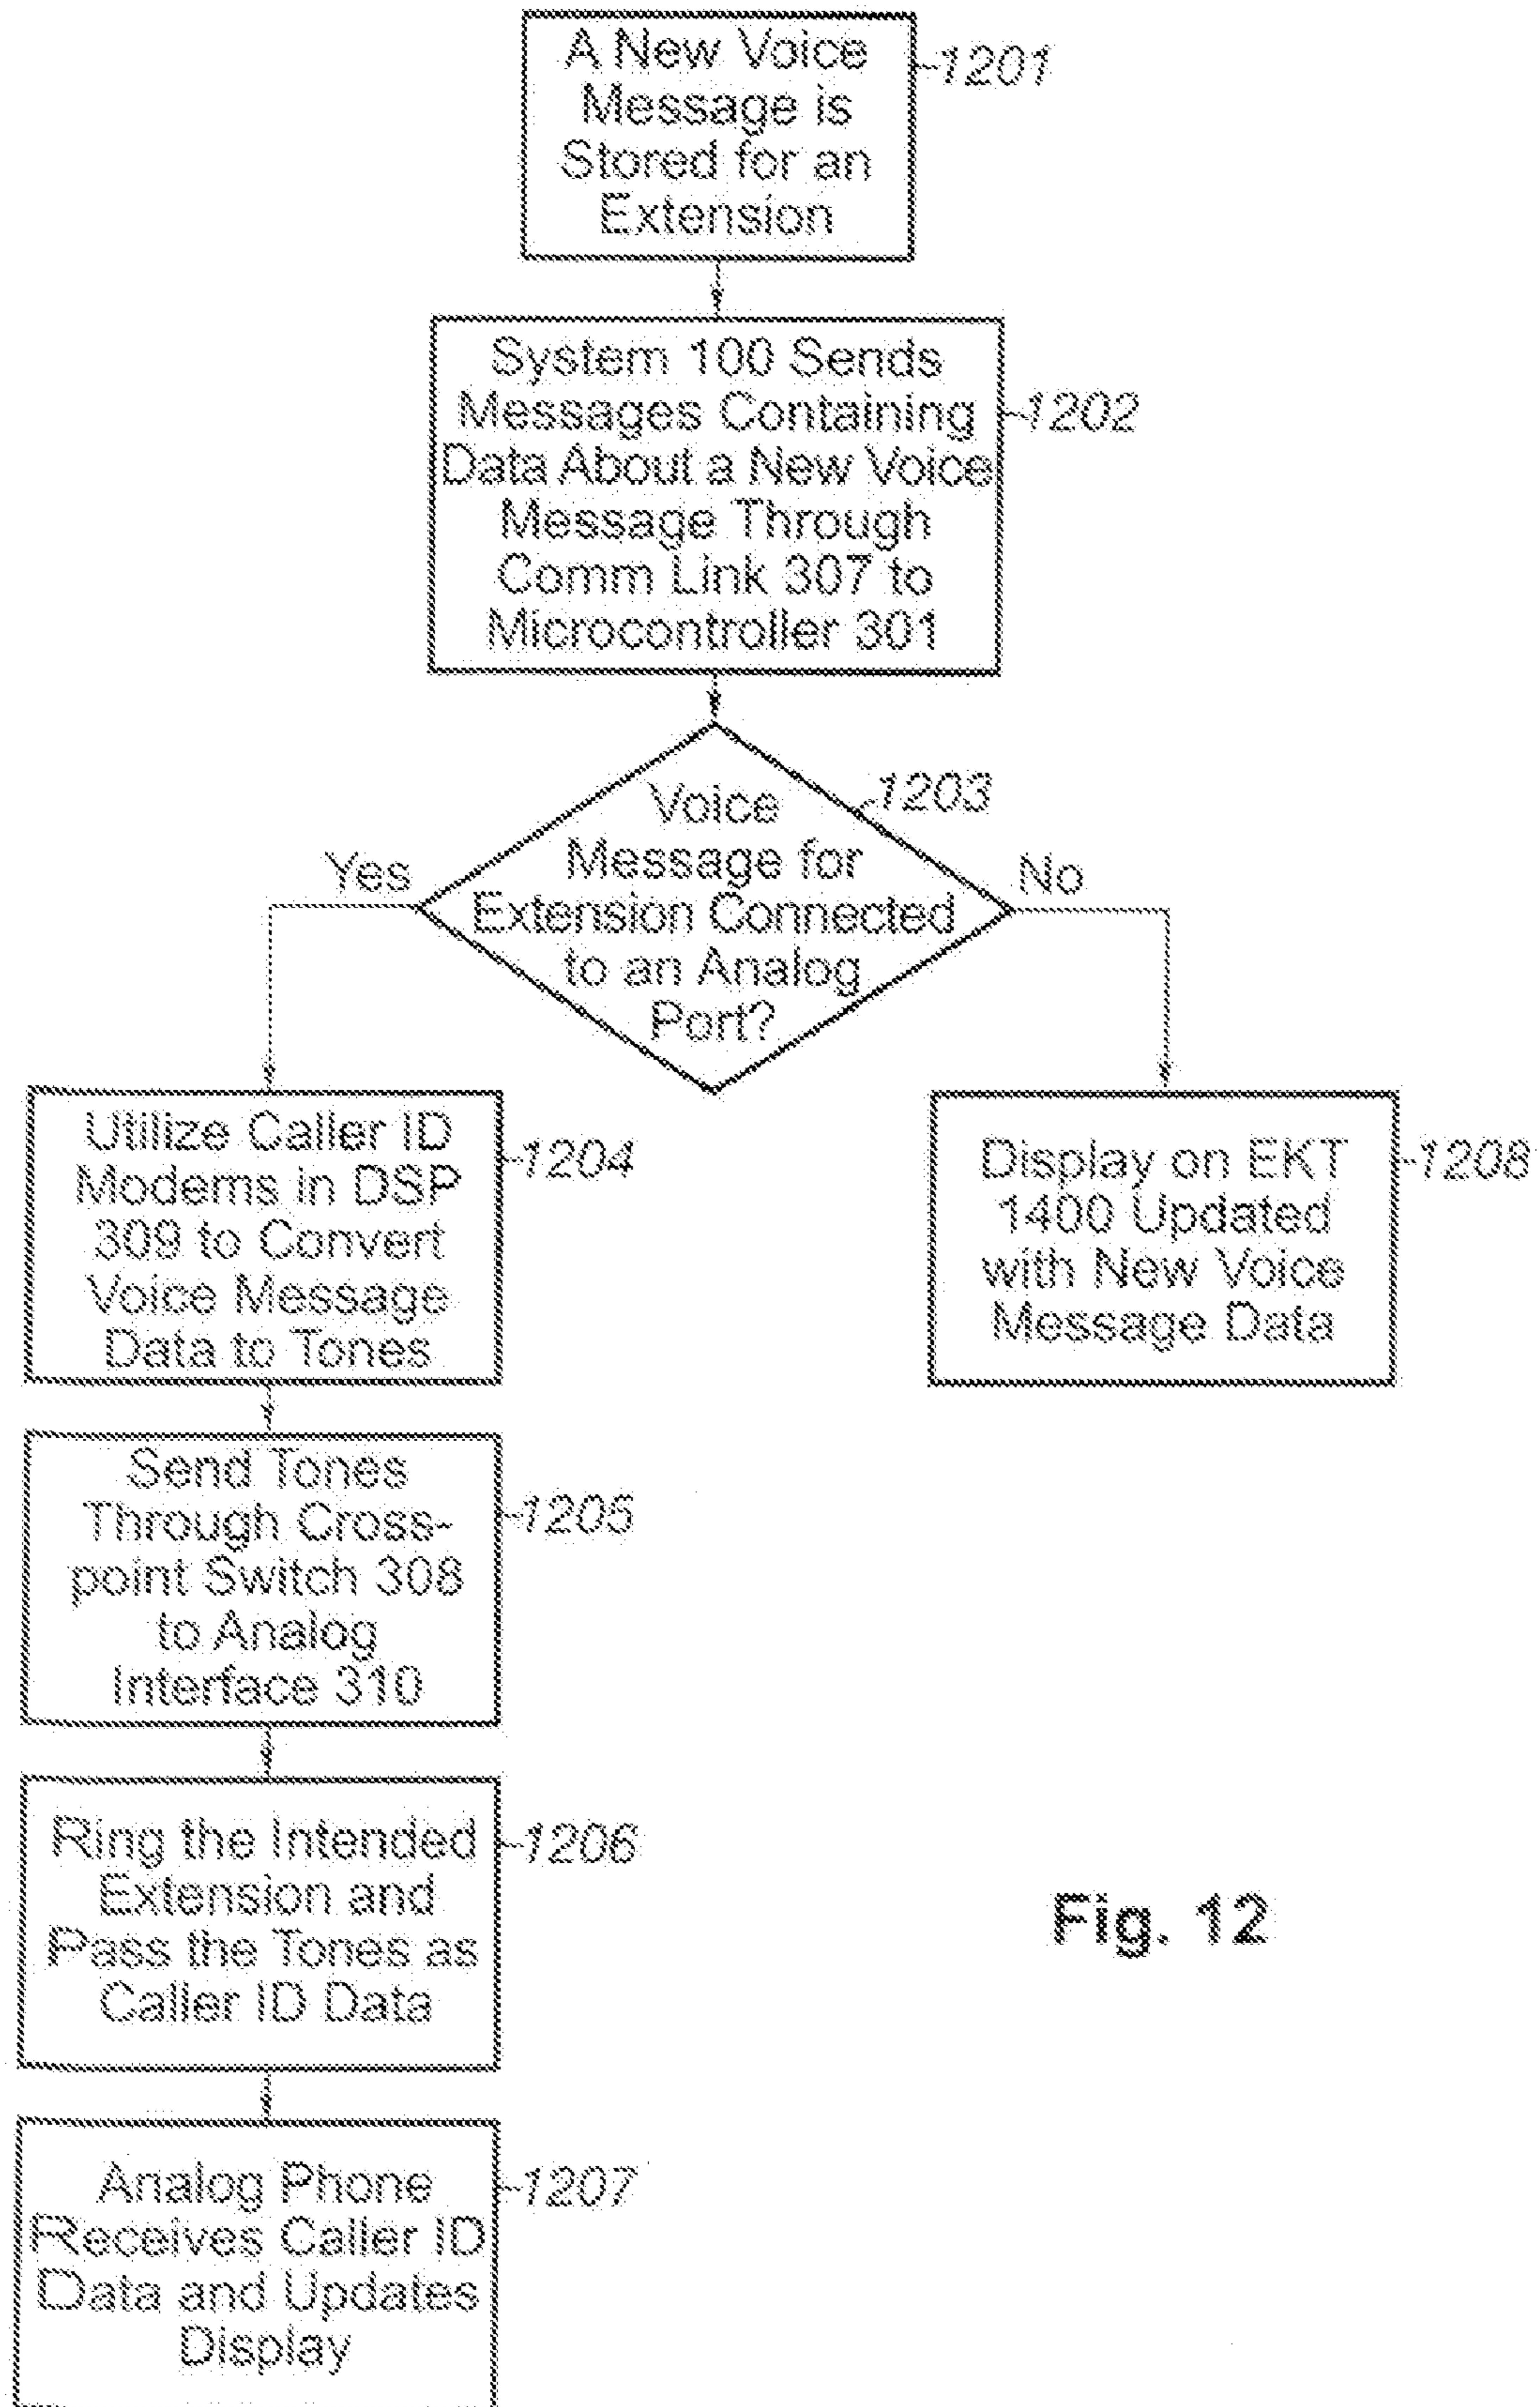 A New Voice
Message is
Stored for an
Extension
1201
System 100 Sends
Messages Containing
Data About a New Voice
Message Through
Comm Link 307 to
Microcontroller 301
1202
Voice
Message for
Extension Connected
to an Analog
Port?
1203
Yes
No
Utilize Caller ID
Modems in DSP
309 to Convert
Voice Message
Data to Tones
1204
Display on EKT
1400 Updated
with New Voice
Message Data
1208
Send Tones
Through Cross-
point Switch 308
to Analog
Interface 310
1205
Ring the Intended
Extension and
Pass the Tones as
Caller ID Data
1206
Fig. 12
Analog Phone
Receives Caller ID
Data and Updates
Display
1207